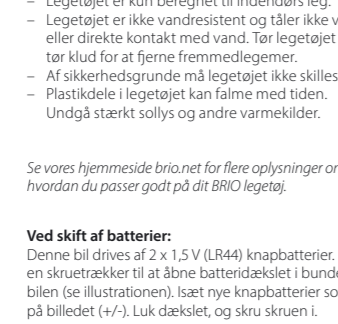 – Legetøjet er kun beregnet til indendørs leg.
– Legetøjet er ikke vandresistent og tåler ikke
eller direkte kontakt med vand. Tør legetøjet
tør klud for at fjerne fremmedlegemer.
– Af sikkerhedsgrunde må legetøjet ikke skilles
– Plastikdele i legetøjet kan falme med tiden.
Undgå stærkt sollys og andre varmekilder.
Se vores hjemmeside brio.net for flere oplysninger
hvordan du passer godt på dit BRIO legetøj.
Ved skift af batterier:
Denne bil drives af 2 x 1,5 V (LR44) knapbatterier.
en skruetrækker til at åbne batteridækslet i
bilen (se illustrationen). Isæt nye knapbatterier
på billedet (+/-). Luk dækslet, og skru skruen i.